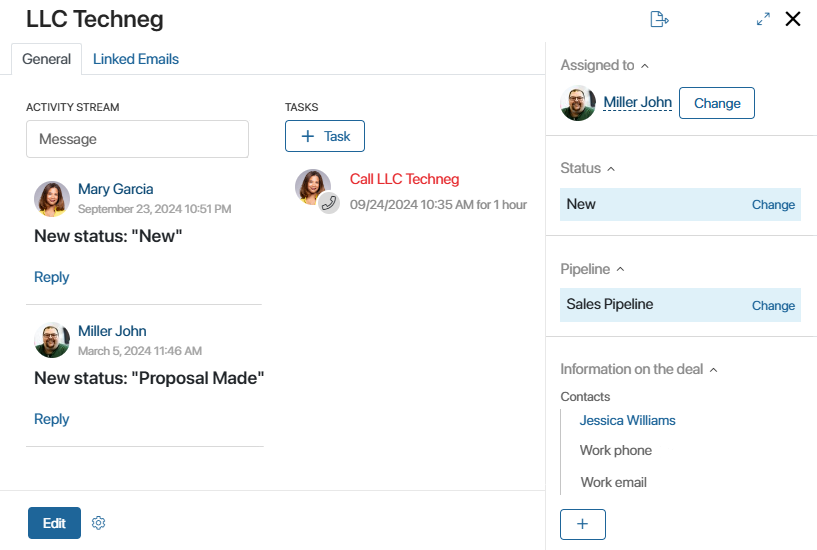 LLC Techneg
General
Linked Emails
ACTIVITY STREAM
Message
Mary Garcia
September 23, 2024 10:51 PM
New status: "New"
Reply
Miller John
March 5, 2024 11:46 AM
New status: "Proposal Made"
Reply
TASKS
+ Task
Call LLC Techneg
09/24/2024 10:35 AM for 1 hour
Edit
Assigned to
Miller John
Change
Status
New
Change
Pipeline
Sales Pipeline
Change
Information on the deal
Contacts
Jessica Williams
Work phone
Work email
+